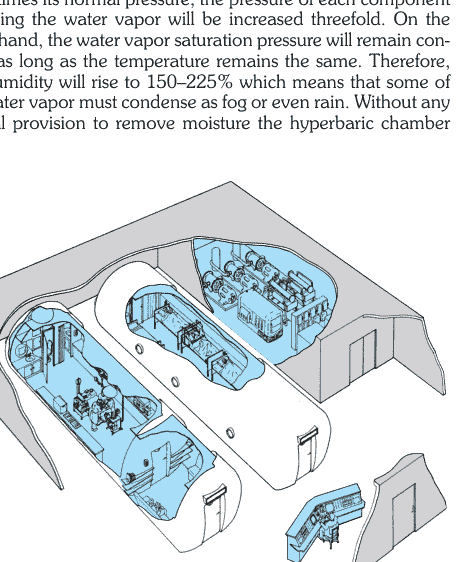 times its normal pressure, the pressure of each component
ing the water vapor will be increased threefold. On the
hand, the water vapor saturation pressure will remain con-
as long as the temperature remains the same. Therefore,
umidity will rise to 150–225% which means that some of
ater vapor must condense as fog or even rain. Without any
l provision to remove moisture the hyperbaric chamber